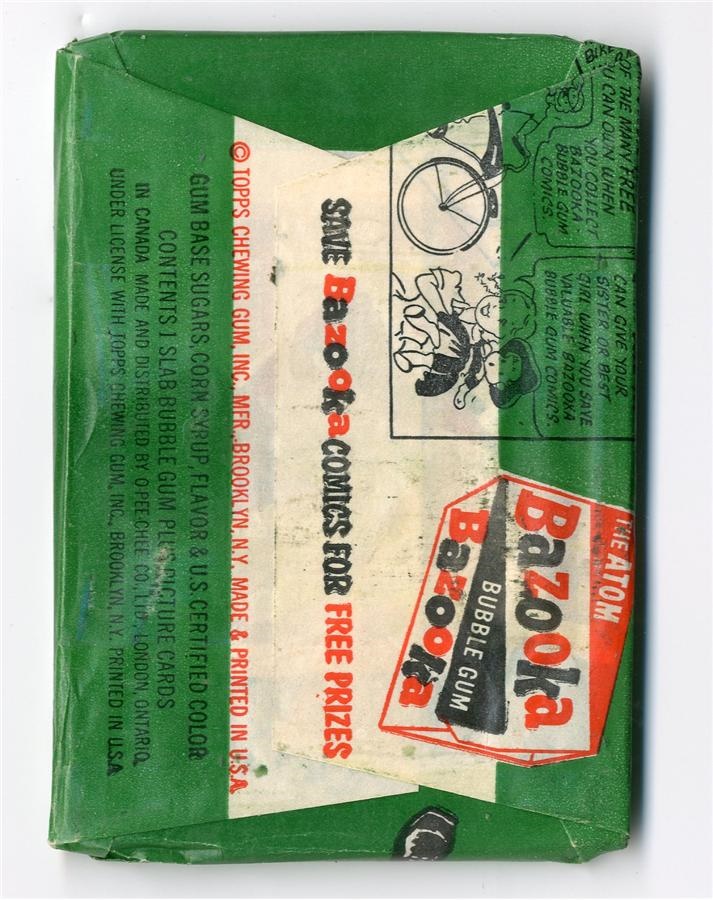 OF THE MANY FREE
CAN OWN WHEN
YOU COLLECT
BAZOOKA
BUBBLE GUM
COMICS.
CAN GIVE YOUR
SISTER OR BEST
WHEN YOU SAVE
VALUABLE BAZOOKA
BUBBLE GUM COMICS.
THE ATOM
Bazooka
BUBBLE GUM
Bazooka
SAVE Bazooka COMICS FOR FREE PRIZES
© TOPPS CHEWING GUM, INC., MFR., BROOKLYN, N.Y. MADE & PRINTED IN U.S.A.
GUM BASE SUGARS, CORN SYRUP, FLAVOR & U.S. CERTIFIED COLOR
CONTENTS 1 SLAB BUBBLE GUM PLUS PICTURE CARDS
IN CANADA MADE AND DISTRIBUTED BY O-PEE-CHEE CO., LTD., LONDON, ONTARIO,
UNDER LICENSE WITH TOPPS CHEWING GUM, INC., BROOKLYN, N.Y. PRINTED IN U.S.A.